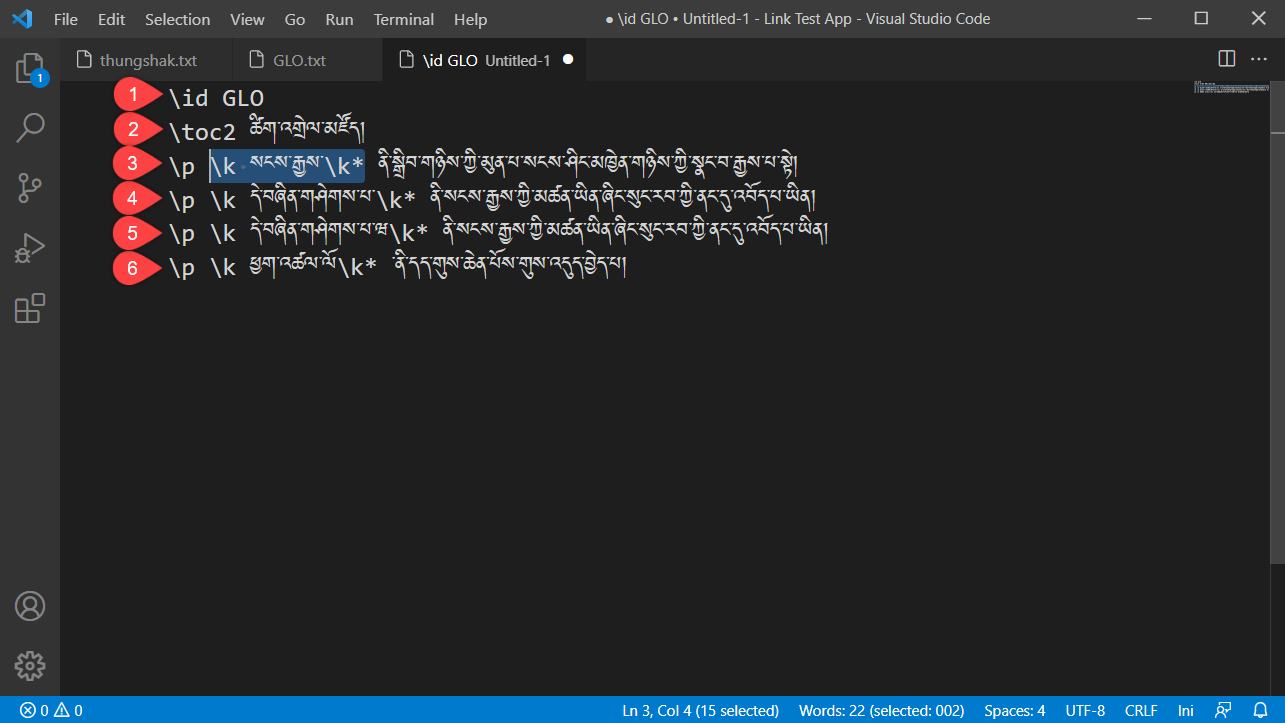 File Edit Selection View Go Run Terminal Help ● \id GLO • Untitled-1 - Link Test App - Visual Studio Code
thungshak.txt GLO.txt \id GLO Untitled-1
1
1 \id GLO
2 \toc2 ཚིག་འགྲེལ་མཛོད།
3 \p \k སངས་རྒྱས་\k* ནི་སྒྲིབ་གཉིས་ཀྱི་མུན་པ་སངས་ཤིང་མཁྱེན་གཉིས་ཀྱི་སྣང་བ་རྒྱས་པ་སྟེ།
4 \p \k དེ་བཞིན་གཤེགས་པ་\k* ནི་སངས་རྒྱས་ཀྱི་མཚན་ཡིན་ཞིང་སུང་རབ་ཀྱི་ནང་དུ་འབོད་པ་ཡིན།
5 \p \k དེ་བཞིན་གཤེགས་པ་ཝ\k* ནི་སངས་རྒྱས་ཀྱི་མཚན་ཡིན་ཞིང་སུང་རབ་ཀྱི་ནང་དུ་འབོད་པ་ཡིན།
6 \p \k ཕྱག་འཚལ་ལོ\k* ་ནི་དད་གུས་ཆེན་པོས་གུས་འདུད་བྱེད་པ།
0 0 Ln 3, Col 4 (15 selected) Words: 22 (selected: 002) Spaces: 4 UTF-8 CRLF Ini